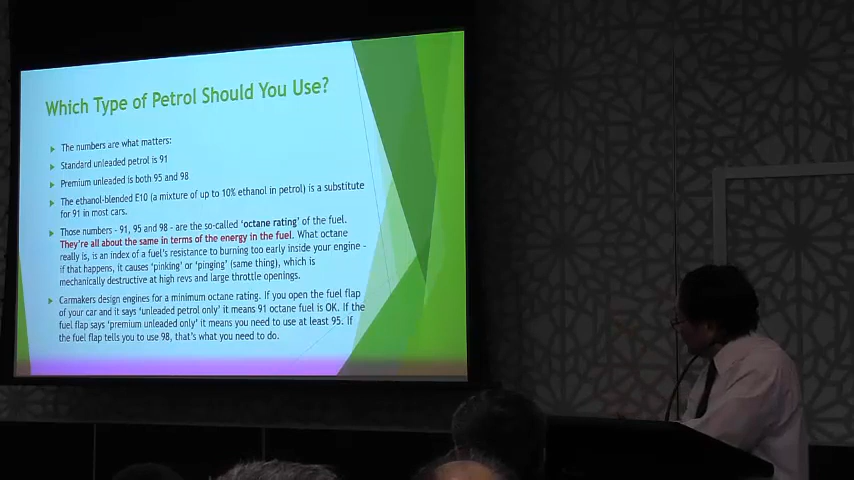 Which Type of Petrol Should You Use?
The numbers are what matters:
Standard unleaded petrol is 91
Premium unleaded is both 95 and 98
The ethanol-blended E10 (a mixture of up to 10% ethanol in petrol) is a substitute
for 91 in most cars.
Those numbers - 91, 95 and 98 - are the so-called 'octane rating' of the fuel.
They're all about the same in terms of the energy in the fuel. What octane
really is, is an index of a fuel's resistance to burning too early inside your engine -
if that happens, it causes 'pinking' or 'pinging' (same thing), which is
mechanically destructive at high revs and large throttle openings.
Carmakers design engines for a minimum octane rating. If you open the fuel flap
of your car and it says 'unleaded petrol only' it means 91 octane fuel is OK. If the
fuel flap says 'premium unleaded only' it means you need to use at least 95. If
the fuel flap tells you to use 98, that's what you need to do.